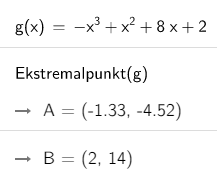 g(x) = −x³ + x² + 8 x + 2
Ekstremalpunkt(g)
→ A = (-1.33, -4.52)
→ B = (2, 14)